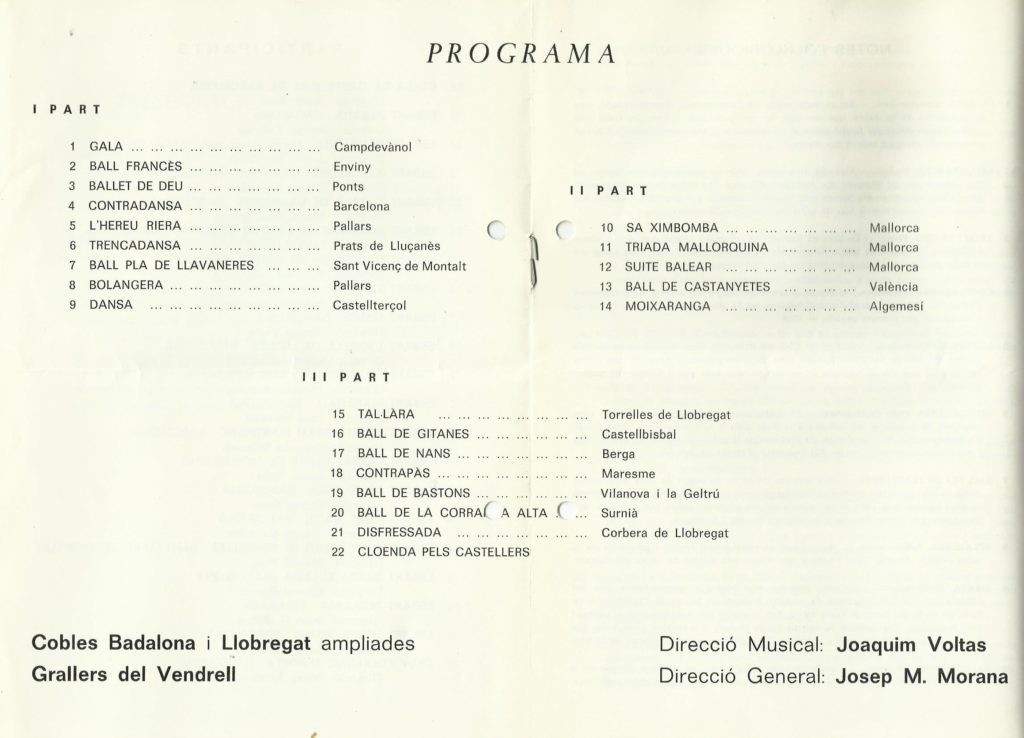 PROGRAMA
I PART
1 GALA ... ... ... ... ... ... ... ... ... ... Campdevànol
2 BALL FRANCÈS ... ... ... ... ... ... ... Enviny
3 BALLET DE DEU ... ... ... ... ... ... ... Ponts
4 CONTRADANSA ... ... ... ... ... ... ... Barcelona
5 L'HEREU RIERA ... ... ... ... ... ... ... Pallars
6 TRENCADANSA ... ... ... ... ... ... ... Prats de Lluçanès
7 BALL PLA DE LLAVANERES ... ... ... Sant Vicenç de Montalt
8 BOLANGERA ... ... ... ... ... ... ... ... Pallars
9 DANSA ... ... ... ... ... ... ... ... ... Castellterçol
II PART
10 SA XIMBOMBA ... ... ... ... ... ... ... Mallorca
11 TRIADA MALLORQUINA ... ... ... ... Mallorca
12 SUITE BALEAR ... ... ... ... ... ... ... Mallorca
13 BALL DE CASTANYETES ... ... ... ... València
14 MOIXARANGA ... ... ... ... ... ... ... Algemesí
III PART
15 TAL·LÀRA ... ... ... ... ... ... ... ... Torrelles de Llobregat
16 BALL DE GITANES ... ... ... ... ... ... Castellbisbal
17 BALL DE NANS ... ... ... ... ... ... ... Berga
18 CONTRAPÀS ... ... ... ... ... ... ... ... Maresme
19 BALL DE BASTONS ... ... ... ... ... ... Vilanova i la Geltrú
20 BALL DE LA CORRA A ALTA ... Surnià
21 DISFRESSADA ... ... ... ... ... ... ... Corbera de Llobregat
22 CLOENDA PELS CASTELLERS
Cobles Badalona i Llobregat ampliades
Grallers del Vendrell
Direcció Musical: Joaquim Voltas
Direcció General: Josep M. Morana